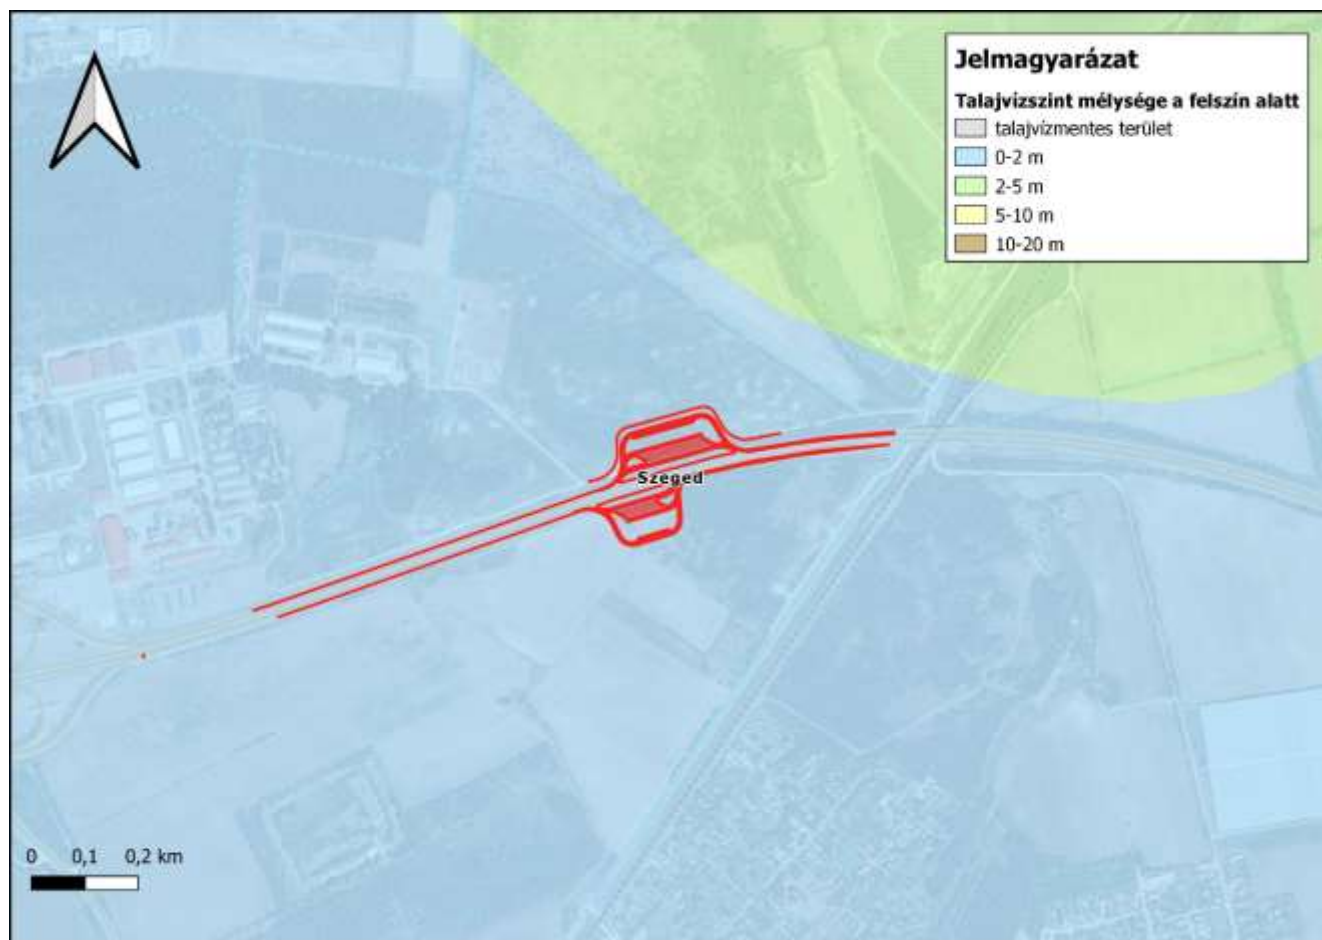 Jelmagyarázat
Talajvízszint mélysége a felszín alatt
talajvízmentes terület
0-2 m
2-5 m
5-10 m
10-20 m
Szeged
0 0,1 0,2 km